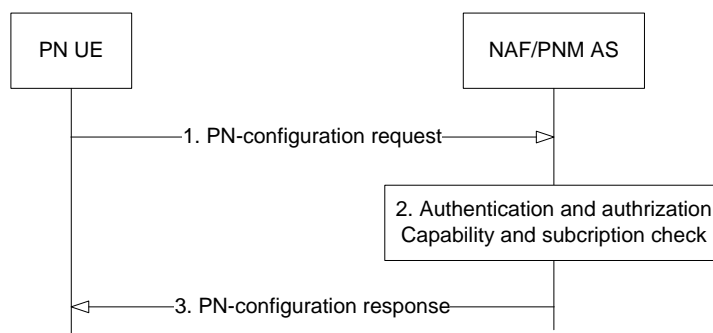 PN UE
NAF/PNM AS
1. PN-configuration request
2. Authentication and authrization
Capability and subcription check
3. PN-configuration response